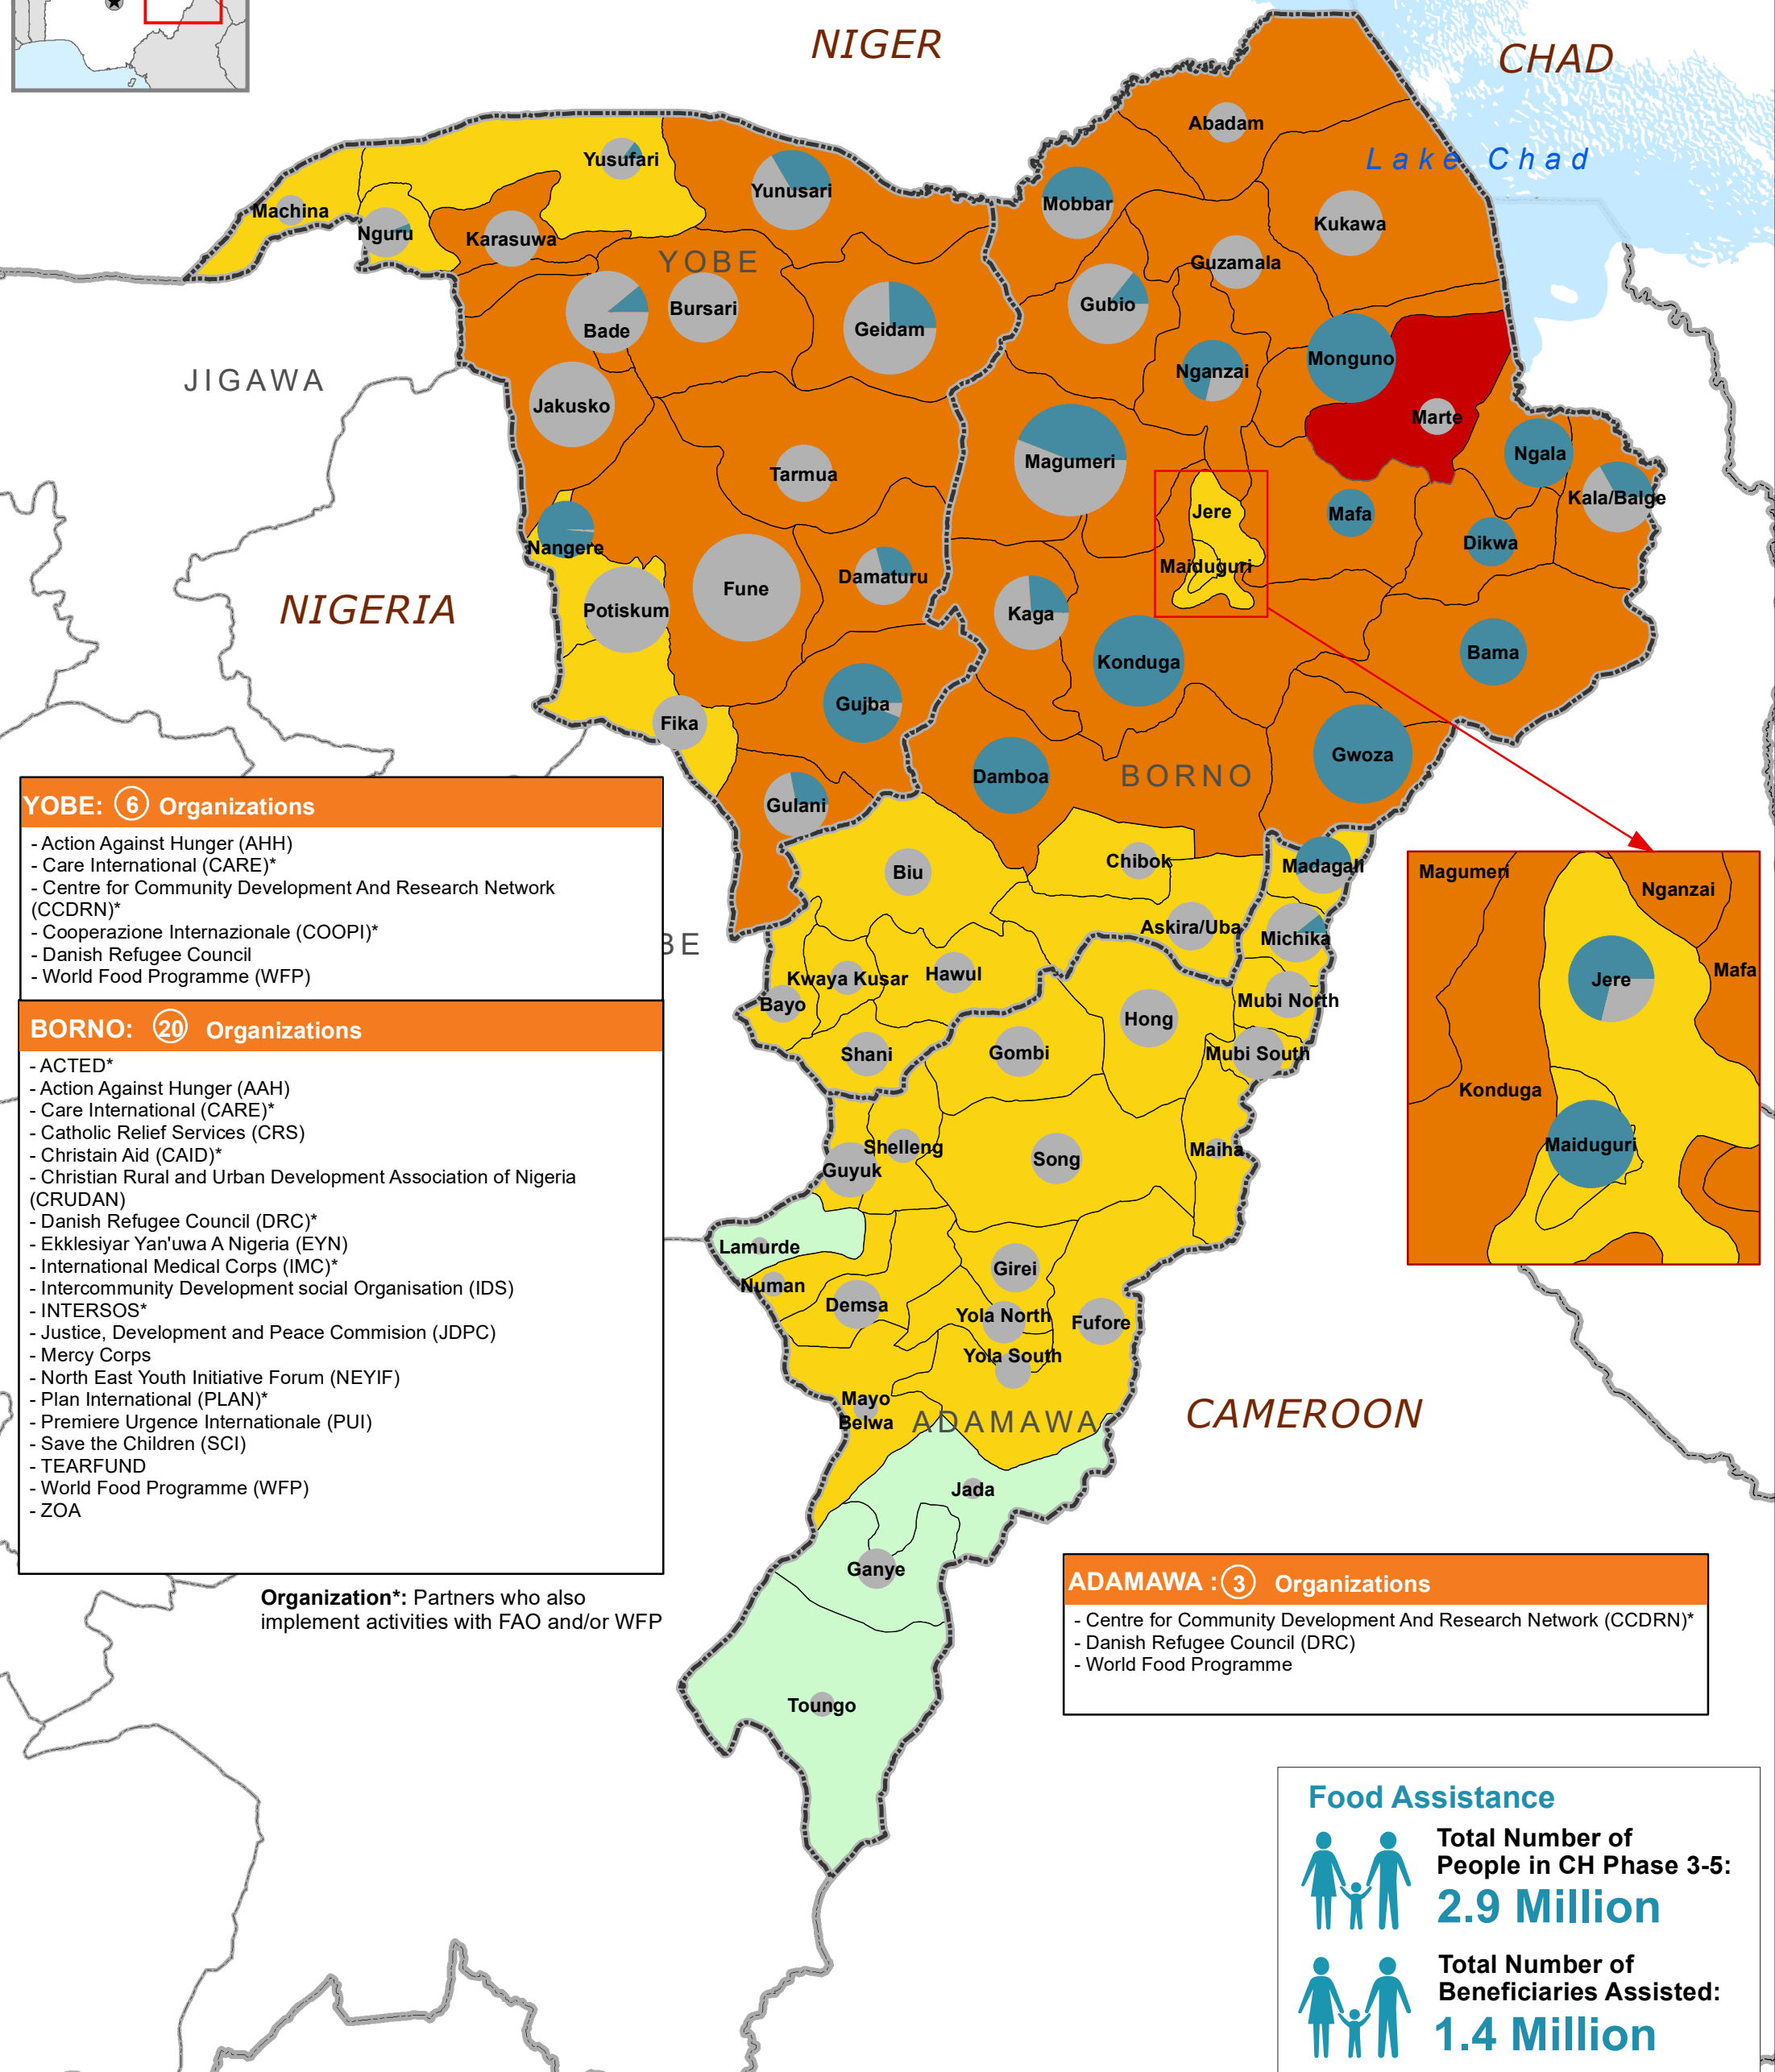 NIGER
CHAD
Lake Chad
Abadam
Yusufari
Yunusari
Mobbar
Machina
Nguru
Karasuwa
Kukawa
YOBE
Guzamala
Bade
Bursari
Geidam
Gubio
Monguno
JIGAWA
Nganzai
Jakusko
Marte
Magumeri
Ngala
Tarmua
Kala/Balge
Jere
Mafa
Nangere
Dikwa
Maiduguri
Damaturu
Fune
NIGERIA
Potiskum
Kaga
Konduga
Bama
Gujba
Fika
Gwoza
Damboa
BORNO
Gulani
Chibok
Madagali
Biu
Askira/Uba
Michika
BE
Kwaya Kusar
Hawul
Bayo
Mubi North
Hong
Shani
Gombi
Mubi South
Shelleng
Guyuk
Song
Maiha
Lamurde
Numan
Girei
Demsa
Yola North
Fufore
Yola South
Mayo
Belwa
ADAMAWA
CAMEROON
Jada
Ganye
Toungo
Magumeri
Nganzai
Jere
Mafa
Konduga
Maiduguri
YOBE: 6 Organizations
- Action Against Hunger (AHH)
- Care International (CARE)*
- Centre for Community Development And Research Network
(CCDRN)*
- Cooperazione Internazionale (COOPI)*
- Danish Refugee Council
- World Food Programme (WFP)
BORNO: 20 Organizations
- ACTED*
- Action Against Hunger (AAH)
- Care International (CARE)*
- Catholic Relief Services (CRS)
- Christain Aid (CAID)*
- Christian Rural and Urban Development Association of Nigeria
(CRUDAN)
- Danish Refugee Council (DRC)*
- Ekklesiyar Yan'uwa A Nigeria (EYN)
- International Medical Corps (IMC)*
- Intercommunity Development social Organisation (IDS)
- INTERSOS*
- Justice, Development and Peace Commision (JDPC)
- Mercy Corps
- North East Youth Initiative Forum (NEYIF)
- Plan International (PLAN)*
- Premiere Urgence Internationale (PUI)
- Save the Children (SCI)
- TEARFUND
- World Food Programme (WFP)
- ZOA
Organization*: Partners who also
implement activities with FAO and/or WFP
ADAMAWA : 3 Organizations
- Centre for Community Development And Research Network (CCDRN)*
- Danish Refugee Council (DRC)
- World Food Programme
Food Assistance
Total Number of
People in CH Phase 3-5:
2.9 Million
Total Number of
Beneficiaries Assisted:
1.4 Million